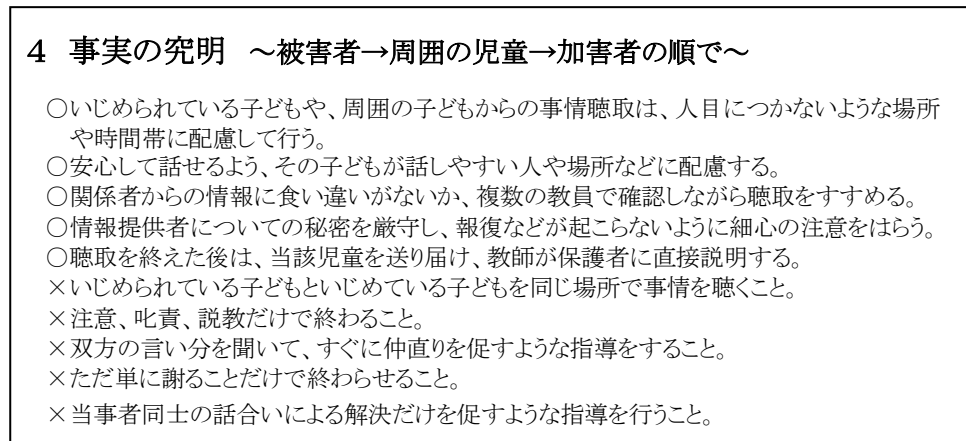 4 事実の究明 ～被害者→周囲の児童→加害者の順で～
○いじめられている子どもや、周囲の子どもからの事情聴取は、人目につかないような場所
や時間帯に配慮して行う。
○安心して話せるよう、その子どもが話しやすい人や場所などに配慮する。
○関係者からの情報に食い違いがないか、複数の教員で確認しながら聴取をすすめる。
○情報提供者についての秘密を厳守し、報復などが起こらないように細心の注意をはらう。
○聴取を終えた後は、当該児童を送り届け、教師が保護者に直接説明する。
×いじめられている子どもといじめている子どもを同じ場所で事情を聴くこと。
×注意、叱責、説教だけで終わること。
×双方の言い分を聞いて、すぐに仲直りを促すような指導をすること。
×ただ単に謝ることだけで終わらせること。
×当事者同士の話合いによる解決だけを促すような指導を行うこと。